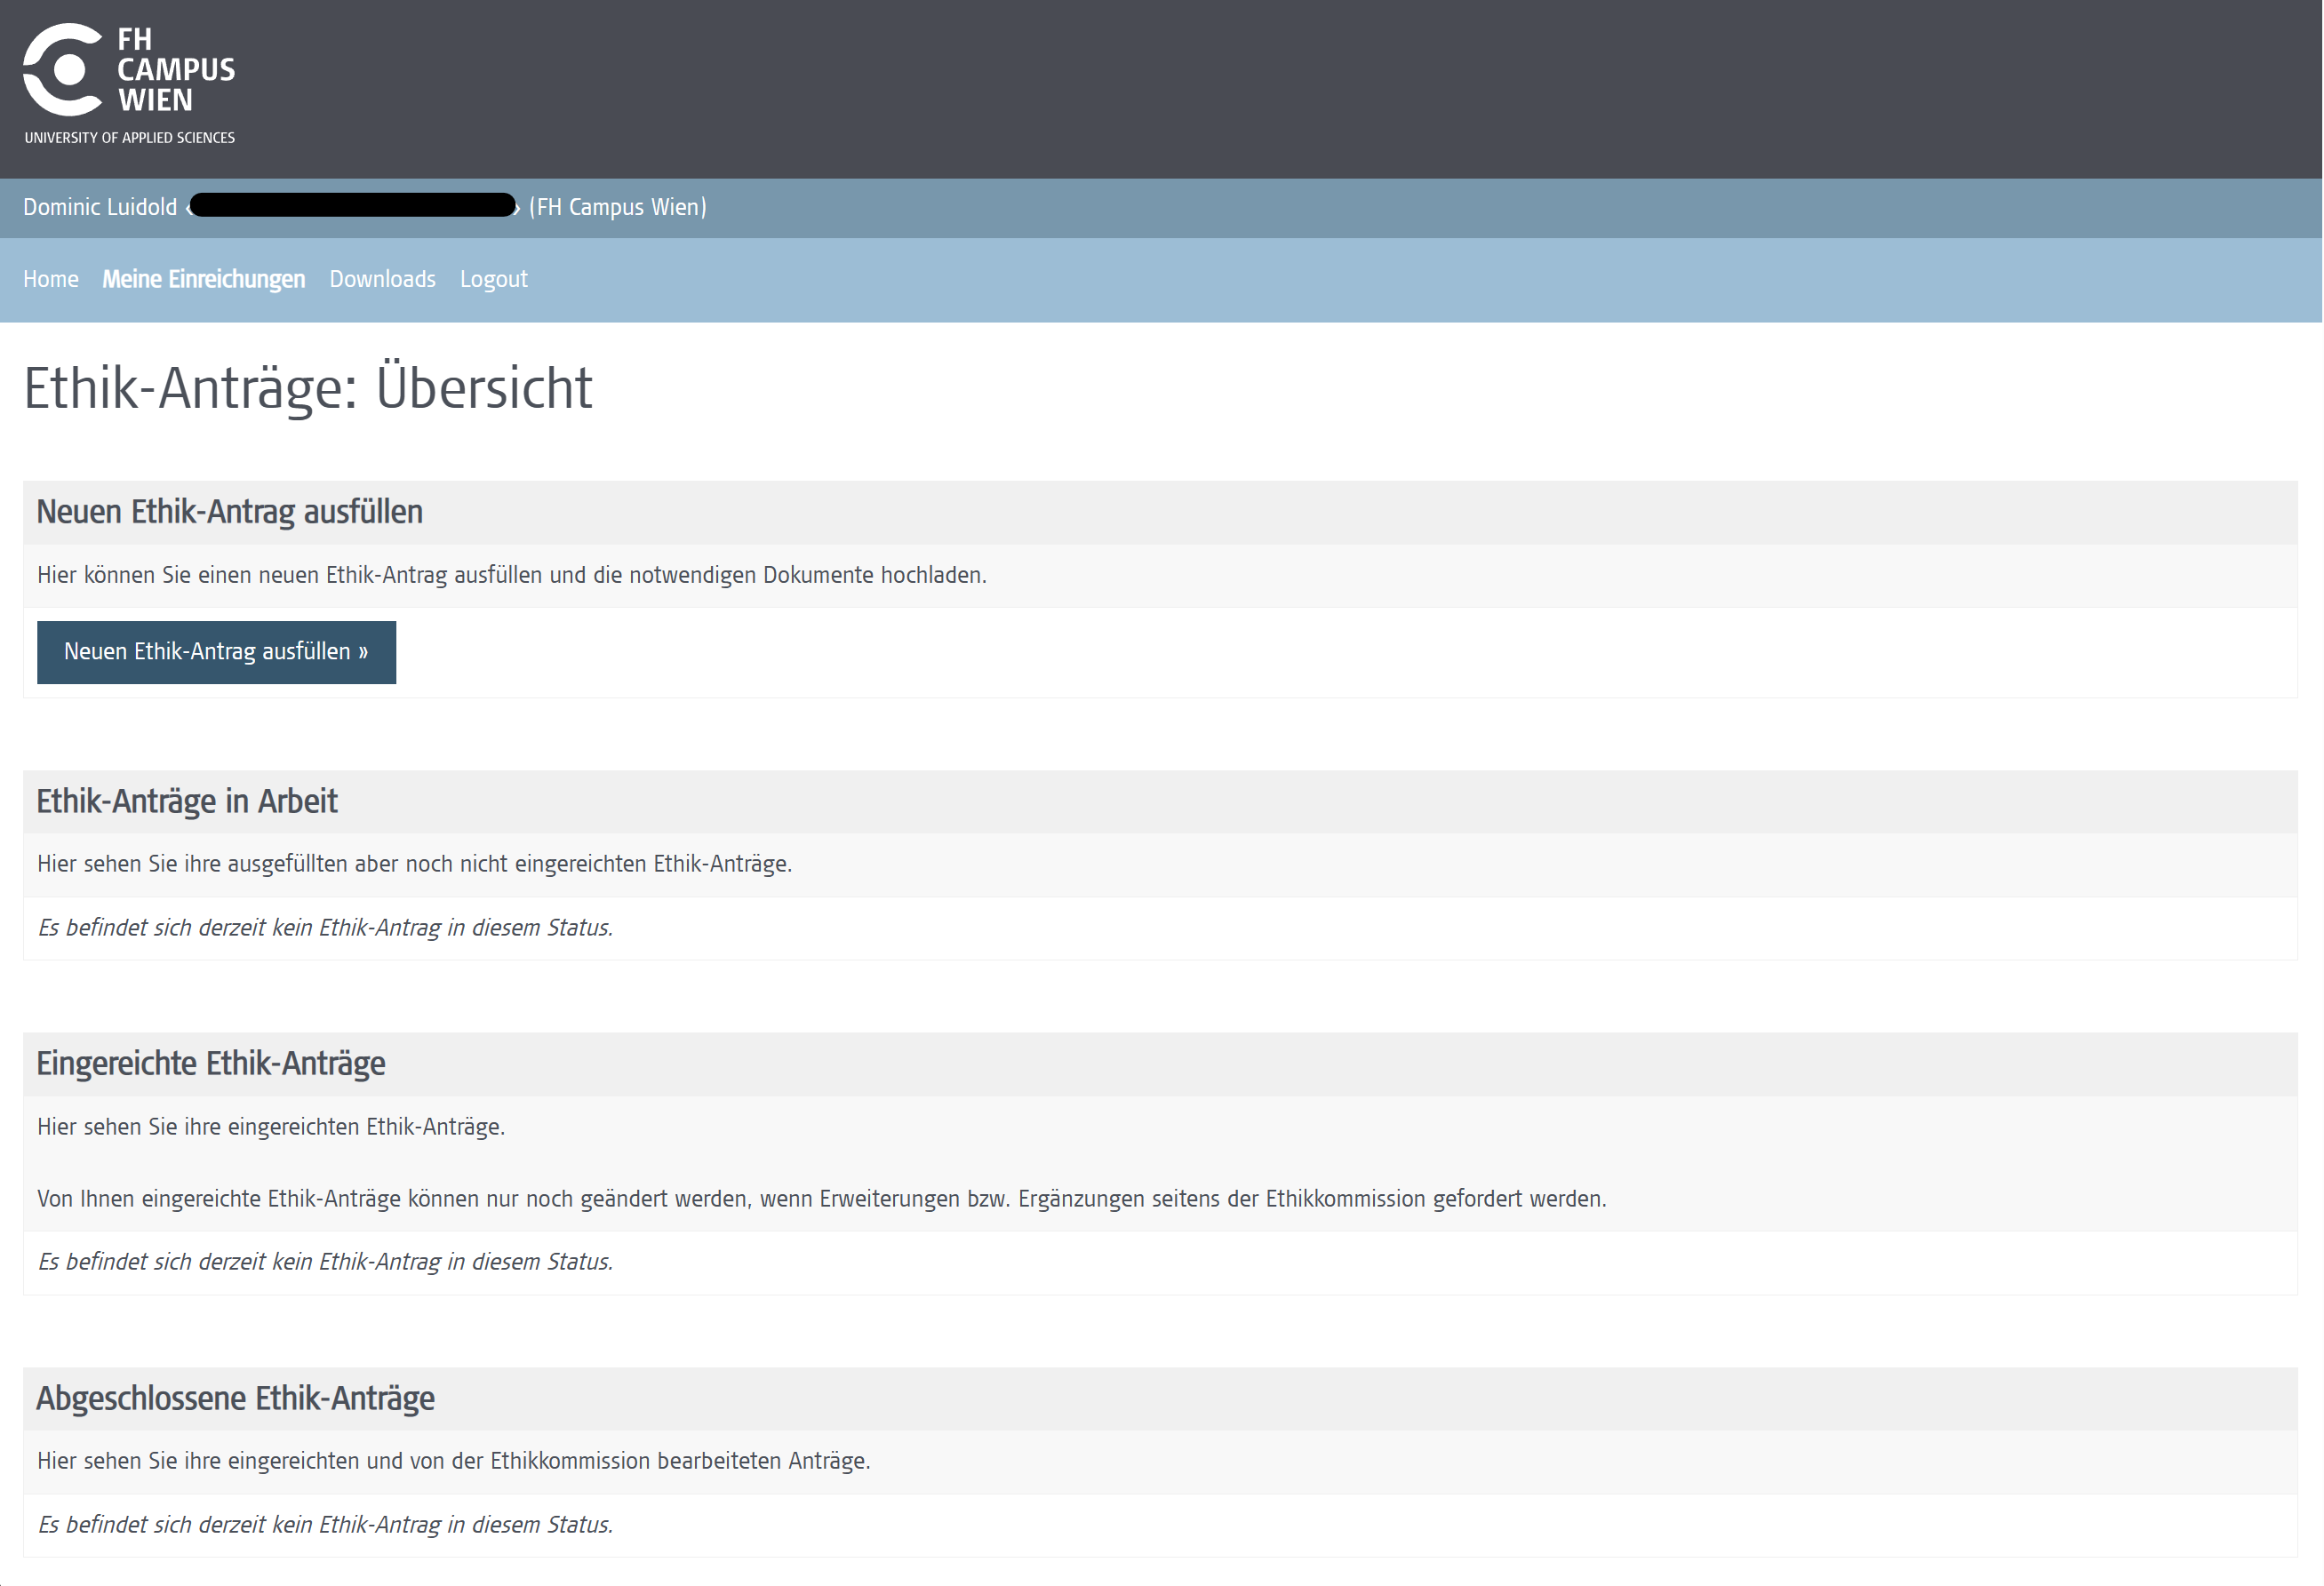 FH
CAMPUS
WIEN
UNIVERSITY OF APPLIED SCIENCES
Dominic Luidold ‹ › (FH Campus Wien)
Home Meine Einreichungen Downloads Logout
Ethik-Anträge: Übersicht
Neuen Ethik-Antrag ausfüllen
Hier können Sie einen neuen Ethik-Antrag ausfüllen und die notwendigen Dokumente hochladen.
Neuen Ethik-Antrag ausfüllen »
Ethik-Anträge in Arbeit
Hier sehen Sie ihre ausgefüllten aber noch nicht eingereichten Ethik-Anträge.
Es befindet sich derzeit kein Ethik-Antrag in diesem Status.
Eingereichte Ethik-Anträge
Hier sehen Sie ihre eingereichten Ethik-Anträge.
Von Ihnen eingereichte Ethik-Anträge können nur noch geändert werden, wenn Erweiterungen bzw. Ergänzungen seitens der Ethikkommission gefordert werden.
Es befindet sich derzeit kein Ethik-Antrag in diesem Status.
Abgeschlossene Ethik-Anträge
Hier sehen Sie ihre eingereichten und von der Ethikkommission bearbeiteten Anträge.
Es befindet sich derzeit kein Ethik-Antrag in diesem Status.